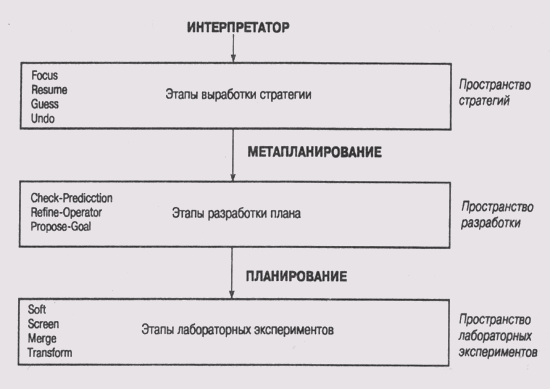 ИНТЕРПРЕТАТОР
Focus
Resume
Guess
Undo
Этапы выработки стратегии
Пространство
стратегий
МЕТАПЛАНИРОВАНИЕ
Check-Predicction
Refine-Operator
Propose-Goal
Этапы разработки плана
Пространство
разработки
ПЛАНИРОВАНИЕ
Soft
Screen
Merge
Transform
Этапы лабораторных экспериментов
Пространство
лабораторных
экспериментов